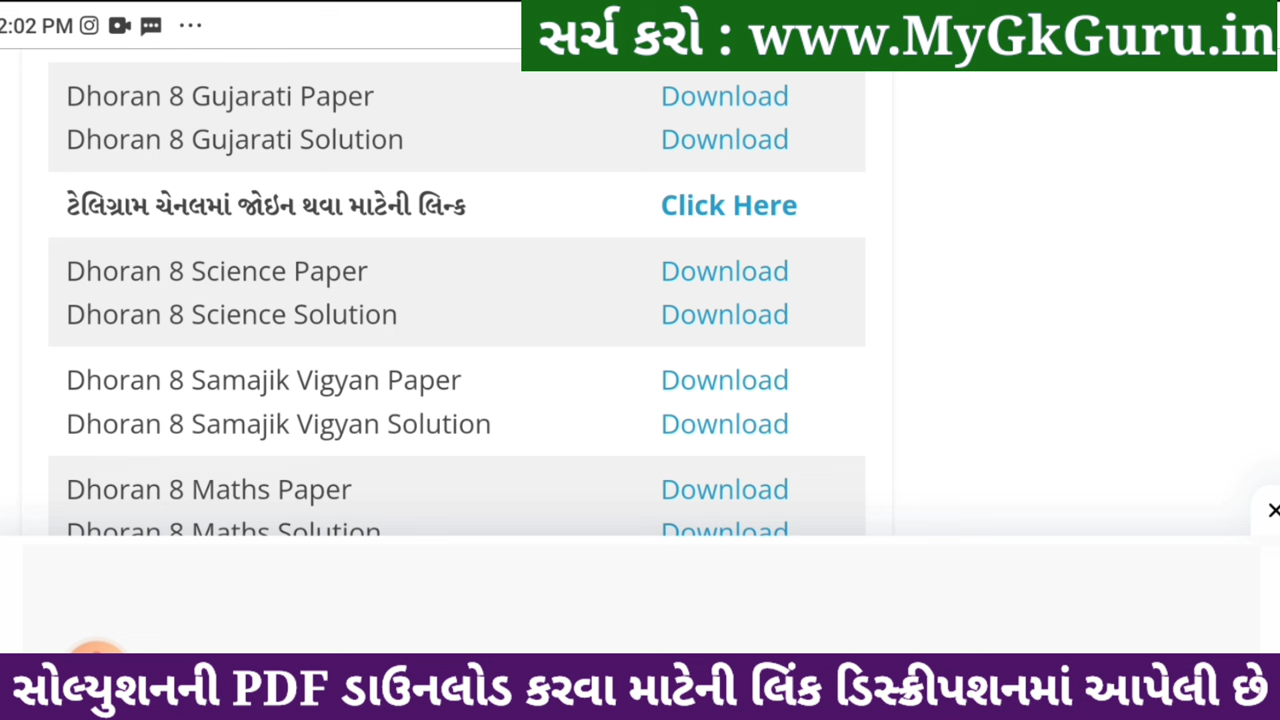 2:02 PM
સર્ચ કરો : www.MyGkGuru.in
Dhoran 8 Gujarati Paper Download
Dhoran 8 Gujarati Solution Download
ટેલિગ્રામ ચેનલમાં જોઇન થવા માટેની લિન્ક Click Here
Dhoran 8 Science Paper Download
Dhoran 8 Science Solution Download
Dhoran 8 Samajik Vigyan Paper Download
Dhoran 8 Samajik Vigyan Solution Download
Dhoran 8 Maths Paper Download
Dhoran 8 Maths Solution Download
સોલ્યુશનની PDF ડાઉનલોડ કરવા માટેની લિંક ડિસ્ક્રીપશનમાં આપેલી છે